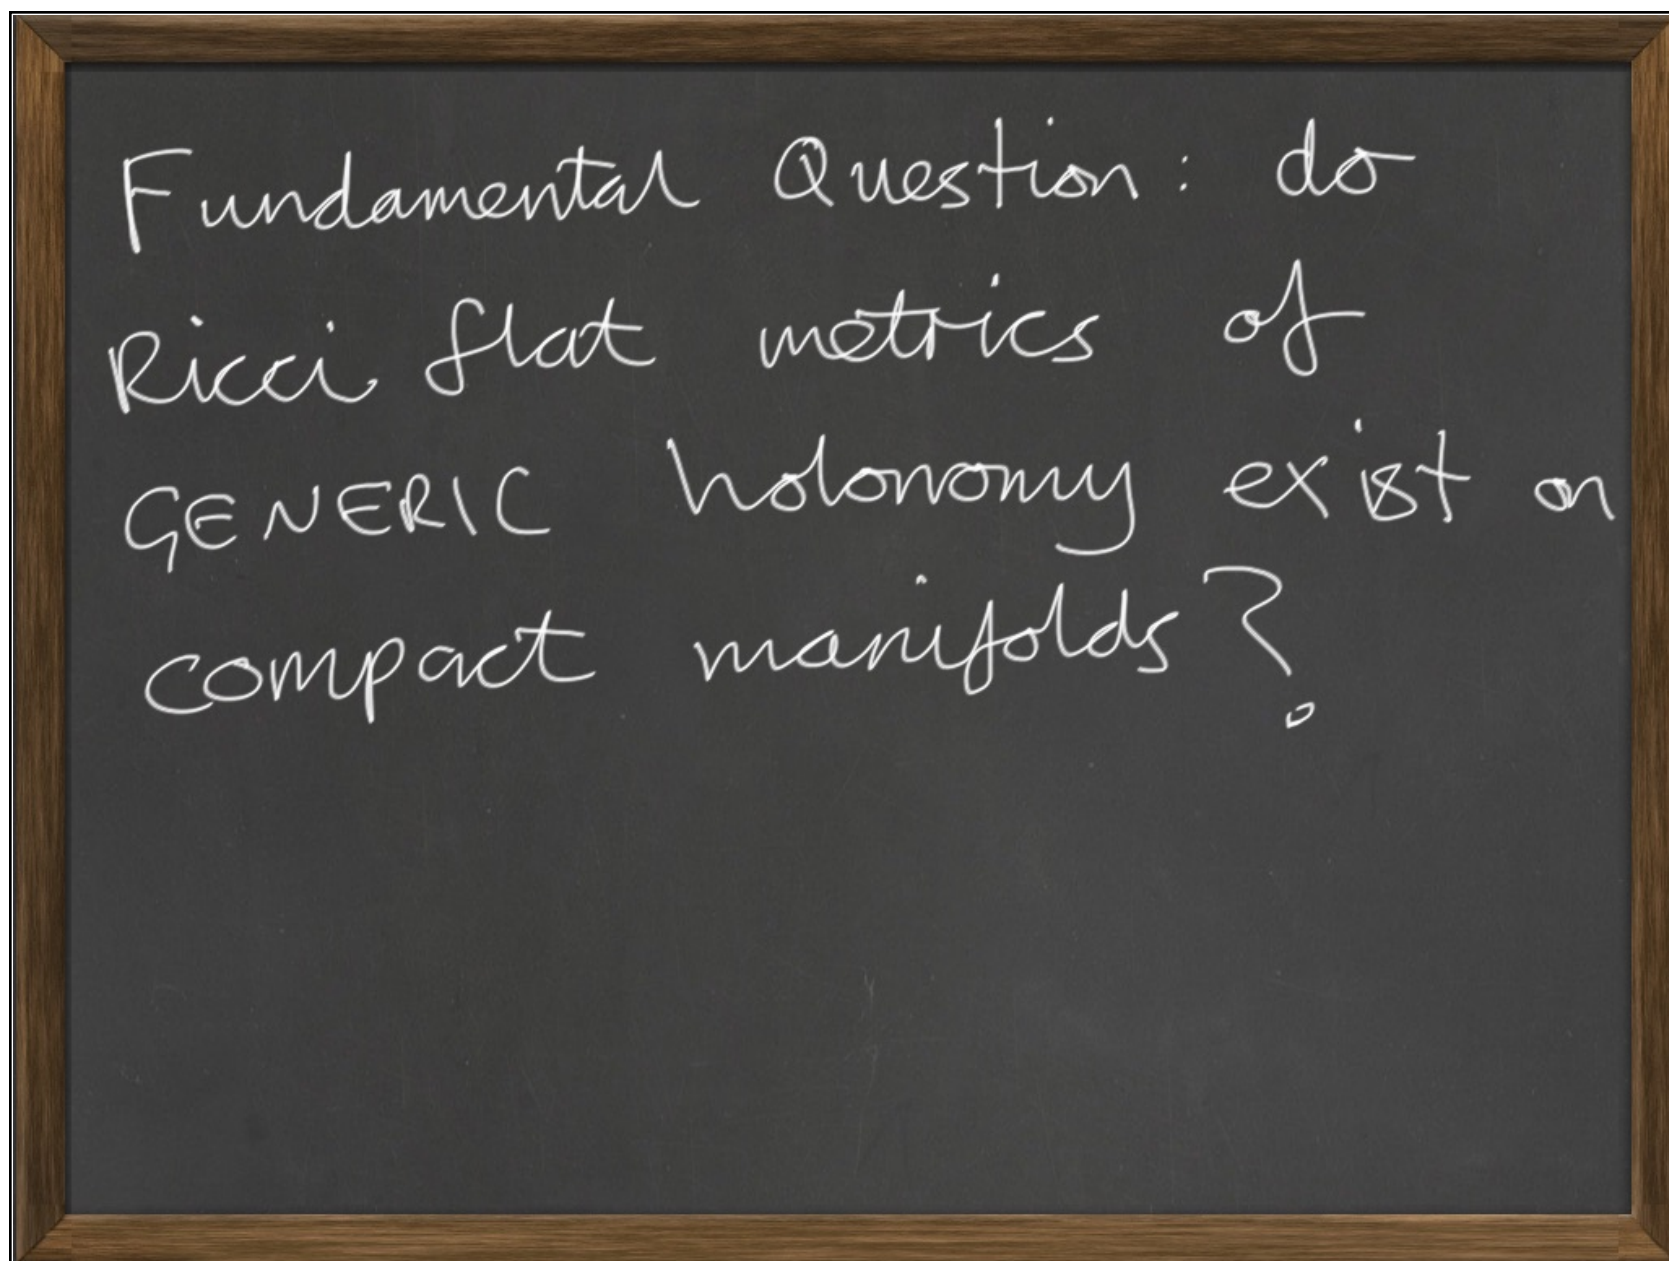 Fundamental Question: do
Ricci flat metrics of
GENERIC holonomy exist on
compact manifolds?